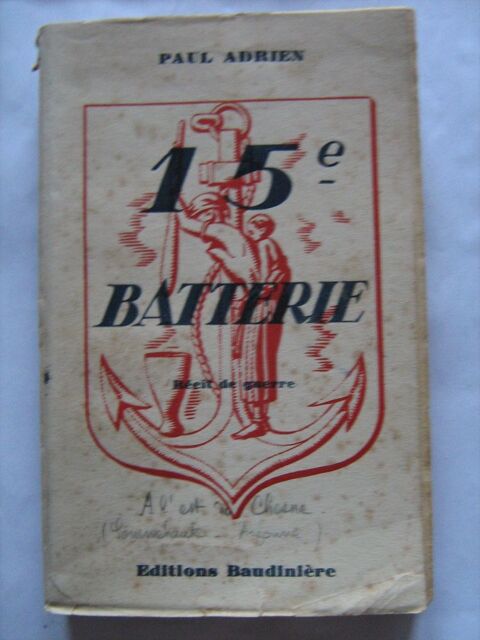 PAUL ADRIEN
15e
BATTERIE
Récit de guerre
A l'est du Chesne
Editions Baudinière